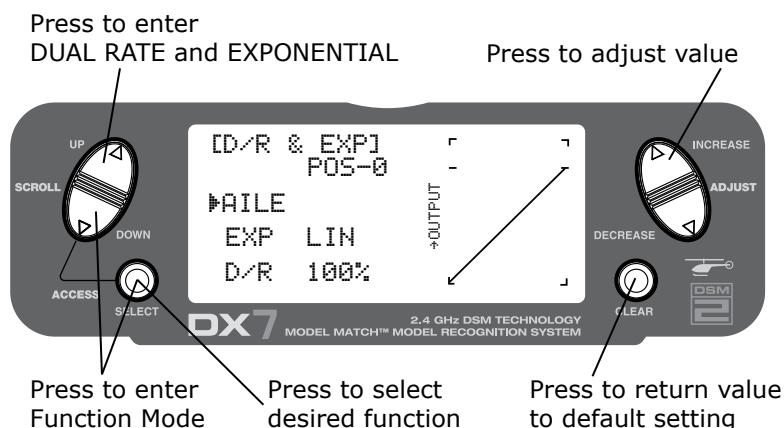 Press to enter
DUAL RATE and EXPONENTIAL
Press to adjust value
UP
SCROLL
DOWN
ACCESS
SELECT
[D/R & EXP]
POS-0
AILE
EXP LIN
D/R 100%
→OUTPUT
INCREASE
ADJUST
DECREASE
CLEAR
DSM
2
DX7
2.4 GHz DSM TECHNOLOGY
MODEL MATCH™ MODEL RECOGNITION SYSTEM
Press to enter
Function Mode
Press to select
desired function
Press to return value
to default setting